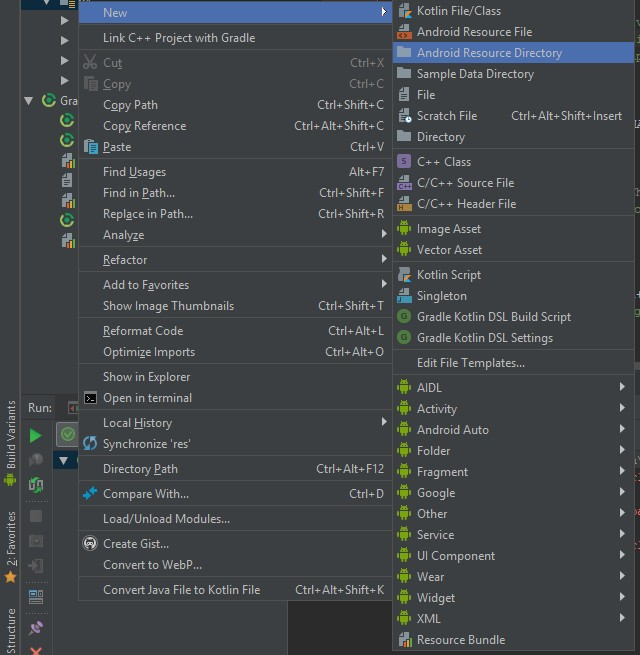 New
Link C++ Project with Gradle
Cut Ctrl+X
Copy Ctrl+C
Copy Path Ctrl+Shift+C
Copy Reference Ctrl+Alt+Shift+C
Paste Ctrl+V
Find Usages Alt+F7
Find in Path... Ctrl+Shift+F
Replace in Path... Ctrl+Shift+R
Analyze
Refactor
Add to Favorites
Show Image Thumbnails Ctrl+Shift+T
Reformat Code Ctrl+Alt+L
Optimize Imports Ctrl+Alt+O
Show in Explorer
Open in terminal
Local History
Synchronize 'res'
Directory Path Ctrl+Alt+F12
Compare With... Ctrl+D
Load/Unload Modules...
Create Gist...
Convert to WebP...
Convert Java File to Kotlin File Ctrl+Alt+Shift+K
Kotlin File/Class
Android Resource File
Android Resource Directory
Sample Data Directory
File
Scratch File Ctrl+Alt+Shift+Insert
Directory
C++ Class
C/C++ Source File
C/C++ Header File
Image Asset
Vector Asset
Kotlin Script
Singleton
Gradle Kotlin DSL Build Script
Gradle Kotlin DSL Settings
Edit File Templates...
AIDL
Activity
Android Auto
Folder
Fragment
Google
Other
Service
UI Component
Wear
Widget
XML
Resource Bundle
Gra
Run:
Build Variants
2: Favorites
Structure